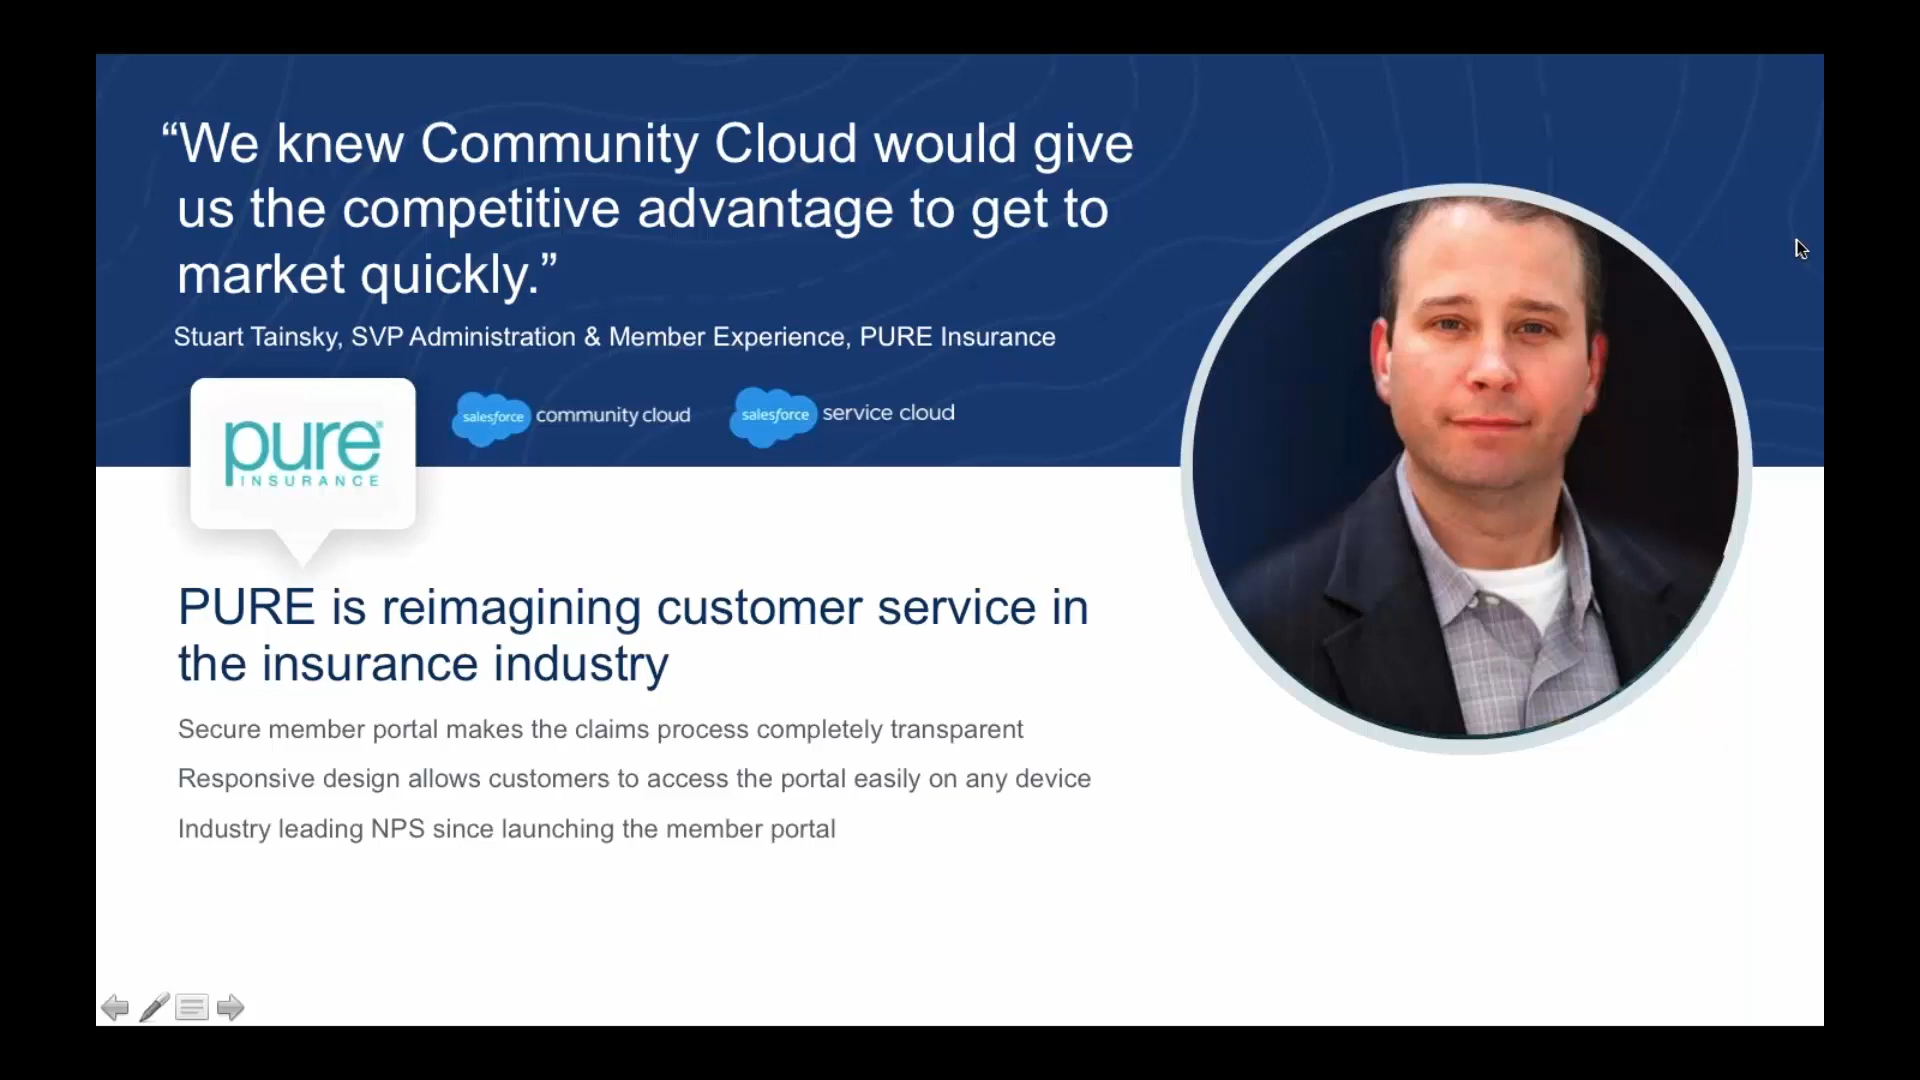 “We knew Community Cloud would give
us the competitive advantage to get to
market quickly.”
Stuart Tainsky, SVP Administration & Member Experience, PURE Insurance
pure®
INSURANCE
salesforce community cloud
salesforce service cloud
PURE is reimagining customer service in
the insurance industry
Secure member portal makes the claims process completely transparent
Responsive design allows customers to access the portal easily on any device
Industry leading NPS since launching the member portal